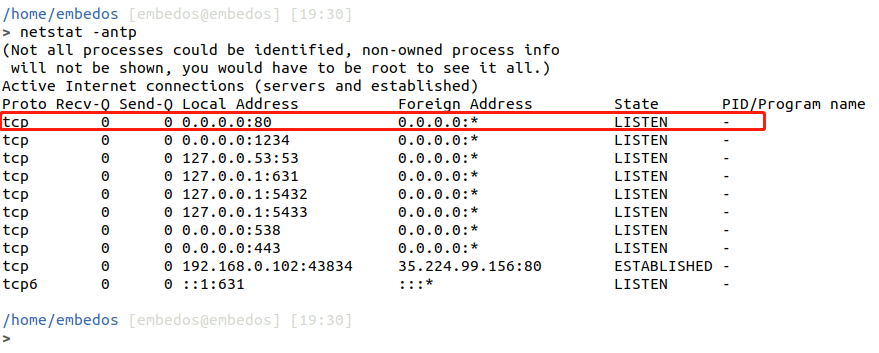 /home/embedos [embedos@embedos] [19:30]
> netstat -antp
(Not all processes could be identified, non-owned process info
 will not be shown, you would have to be root to see it all.)
Active Internet connections (servers and established)
Proto Recv-Q Send-Q Local Address           Foreign Address         State       PID/Program name
tcp        0      0 0.0.0.0:80              0.0.0.0:*               LISTEN      -
tcp        0      0 0.0.0.0:1234            0.0.0.0:*               LISTEN      -
tcp        0      0 127.0.0.53:53           0.0.0.0:*               LISTEN      -
tcp        0      0 127.0.0.1:631           0.0.0.0:*               LISTEN      -
tcp        0      0 127.0.0.1:5432          0.0.0.0:*               LISTEN      -
tcp        0      0 127.0.0.1:5433          0.0.0.0:*               LISTEN      -
tcp        0      0 0.0.0.0:538             0.0.0.0:*               LISTEN      -
tcp        0      0 0.0.0.0:443             0.0.0.0:*               LISTEN      -
tcp        0      0 192.168.0.102:43834     35.224.99.156:80        ESTABLISHED -
tcp6       0      0 ::1:631                 :::*                    LISTEN      -
/home/embedos [embedos@embedos] [19:30]
>